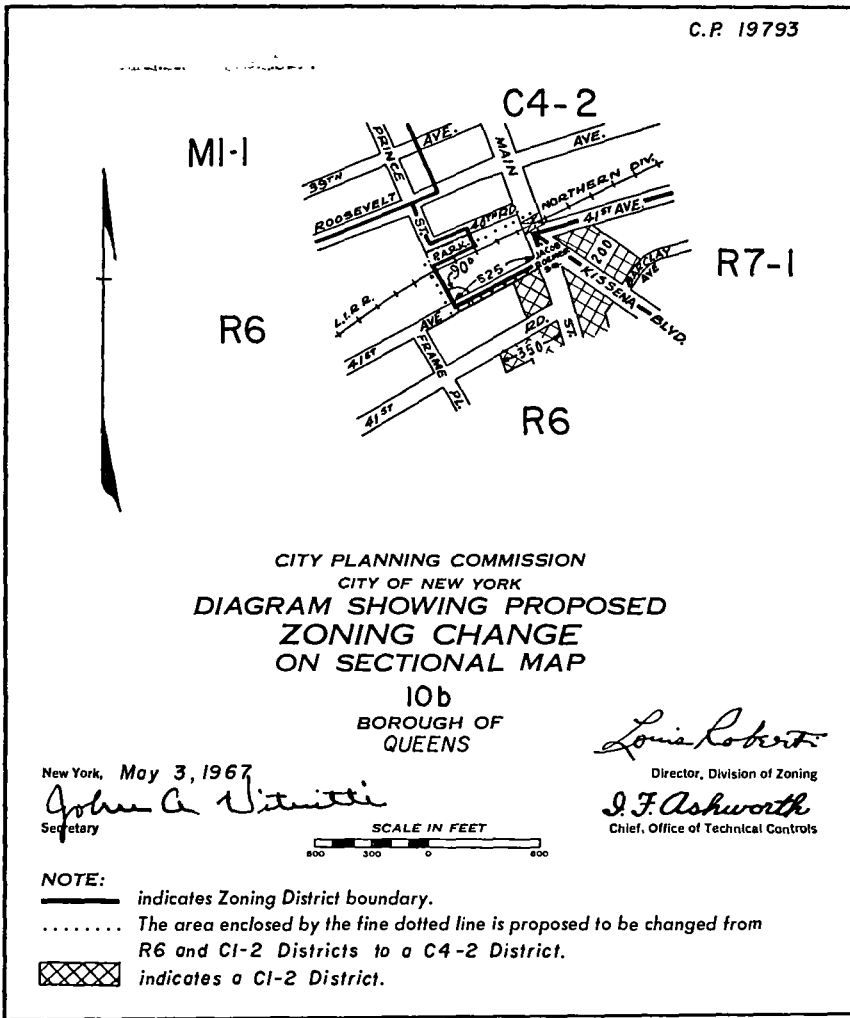 C.P. 19793
C4-2
M1-1
PRINCE
ST.
AVE.
MAIN
AVE.
39TH
ROOSEVELT
NORTHERN DIV.
40TH RD.
41ST AVE.
PARK
90°
525
JACOB
SQ.
200
BARCLAY
AVE
KISSENA
BLVD.
R7-1
L.I.R.R.
R6
AVE
41ST
FRAME
PL.
RD.
ST.
350
41ST
R6
CITY PLANNING COMMISSION
CITY OF NEW YORK
DIAGRAM SHOWING PROPOSED
ZONING CHANGE
ON SECTIONAL MAP
10b
BOROUGH OF
QUEENS
New York, May 3, 1967
Louis Roberti
Director, Division of Zoning
Secretary
I. F. Ashworth
Chief, Office of Technical Controls
SCALE IN FEET
600 300 0 600
NOTE:
indicates Zoning District boundary.
........ The area enclosed by the fine dotted line is proposed to be changed from
R6 and C1-2 Districts to a C4-2 District.
indicates a C1-2 District.